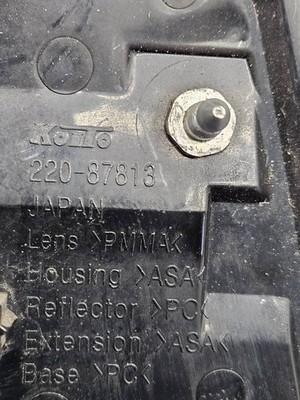 KOITO
220-87813
JAPAN
Lens >PMMA<
Housing >ASA<
Reflector >PC<
Extension >ASA<
Base >PC<